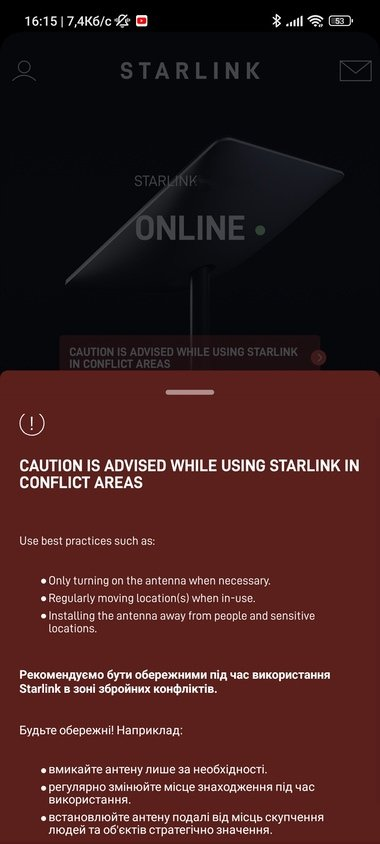 16:15 | 7,4Кб/с
53
STARLINK
STARLINK
ONLINE
CAUTION IS ADVISED WHILE USING STARLINK
IN CONFLICT AREAS
CAUTION IS ADVISED WHILE USING STARLINK IN
CONFLICT AREAS
Use best practices such as:
● Only turning on the antenna when necessary.
● Regularly moving location(s) when in-use.
● Installing the antenna away from people and sensitive
locations.
Рекомендуємо бути обережними під час використання
Starlink в зоні збройних конфліктів.
Будьте обережні! Наприклад:
● вмикайте антену лише за необхідності.
● регулярно змінюйте місце знаходження під час
використання.
● встановлюйте антену подалі від місць скупчення
людей та об'єктів стратегічно значення.